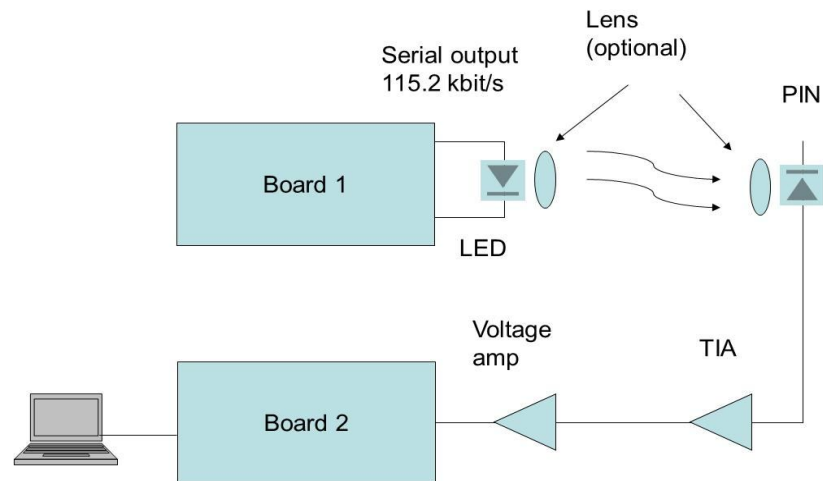 Serial output
115.2 kbit/s
Lens
(optional)
PIN
Board 1
LED
Voltage
amp
TIA
Board 2